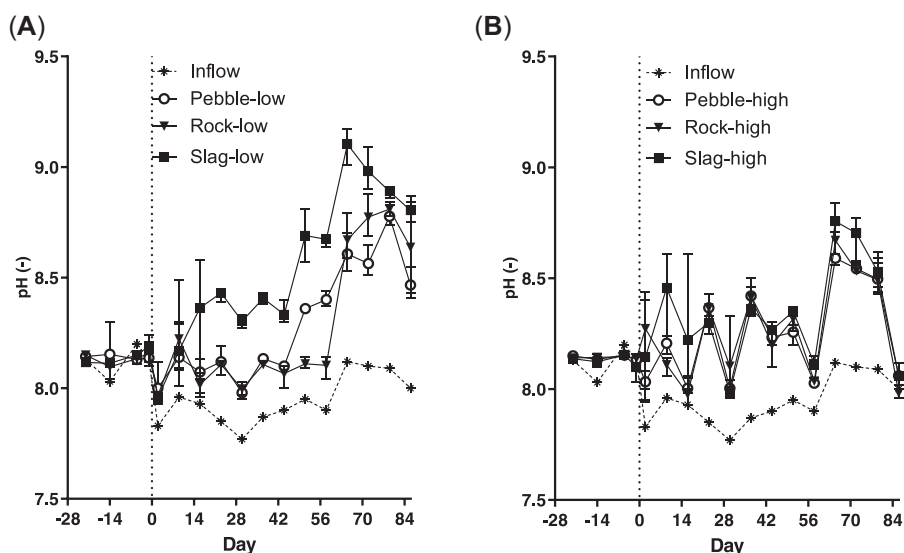 (A)
9.5
9.0
8.5
8.0
7.5
pH (-)
Inflow
Pebble-low
Rock-low
Slag-low
-28 -14 0 14 28 42 56 70 84
Day
(B)
9.5
9.0
8.5
8.0
7.5
pH (-)
Inflow
Pebble-high
Rock-high
Slag-high
-28 -14 0 14 28 42 56 70 84
Day